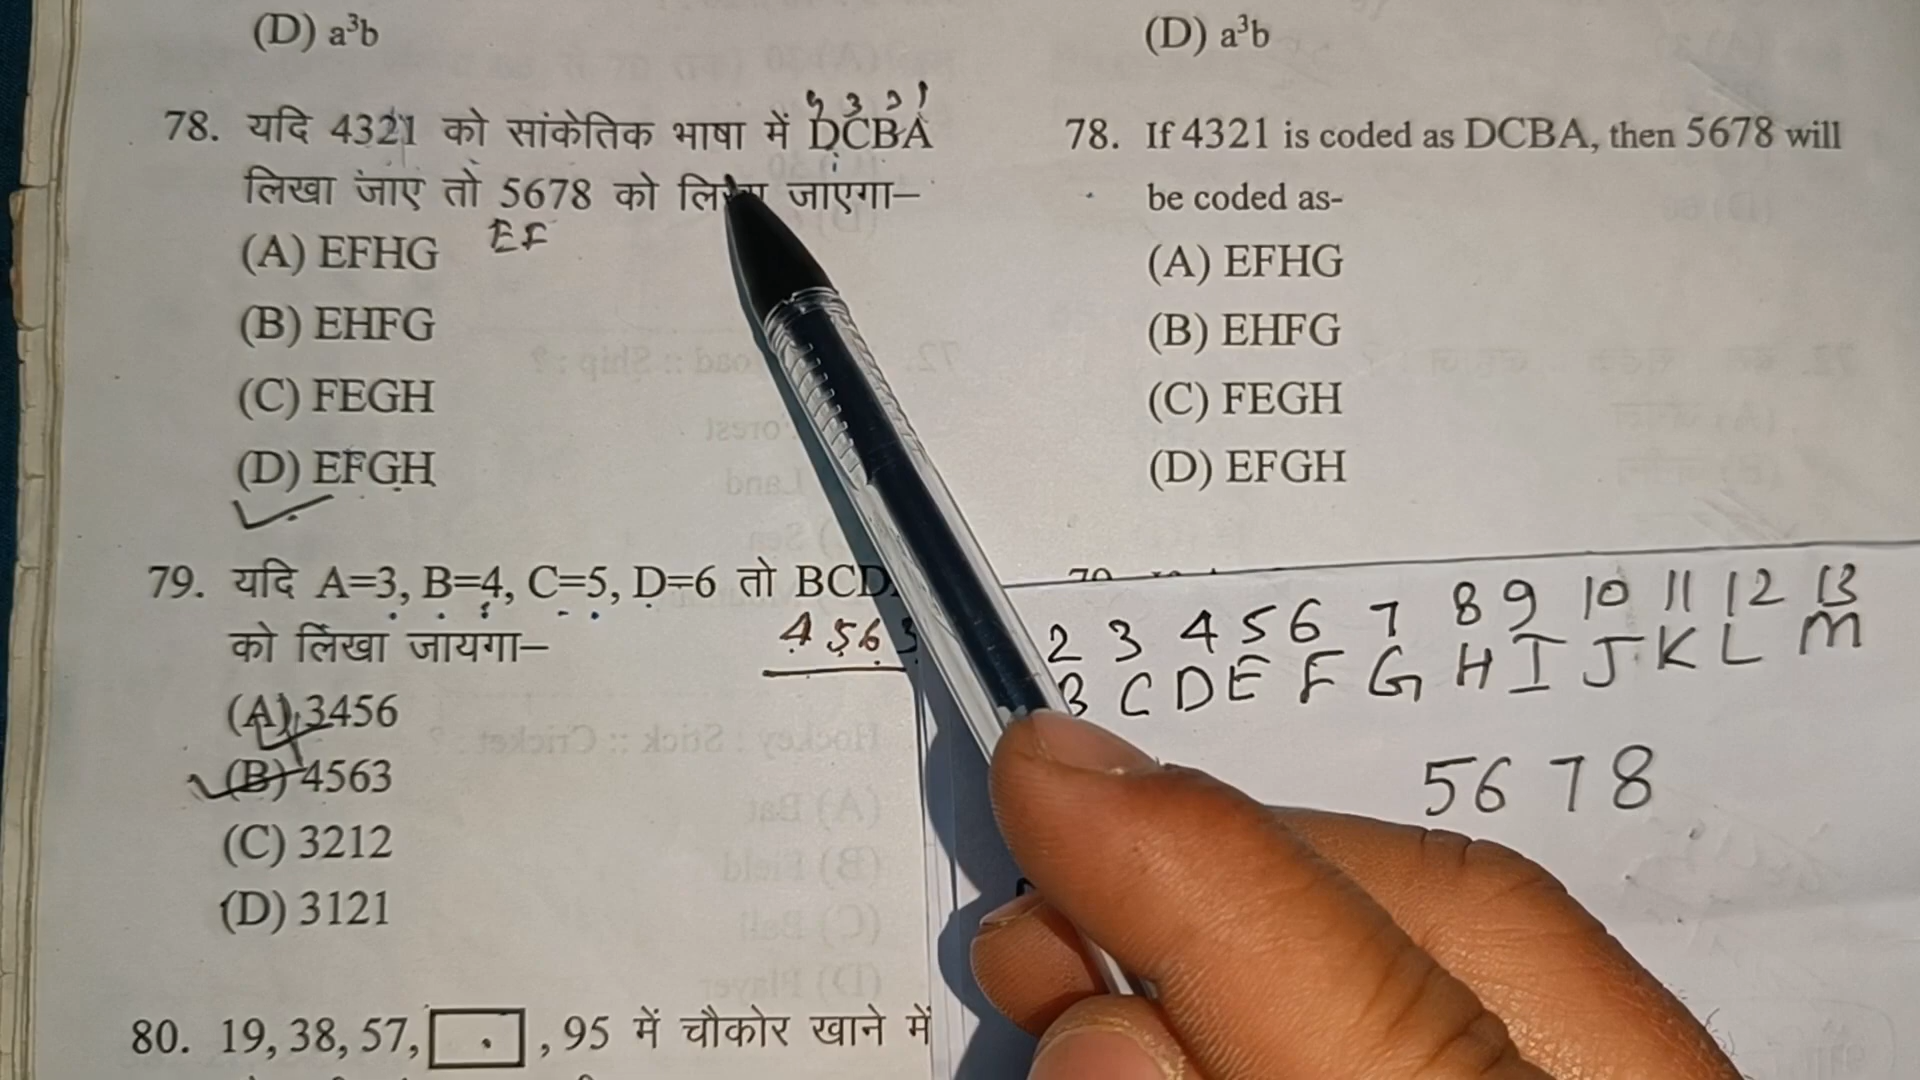 (D) a³b
78. यदि 4321 को सांकेतिक भाषा में DCBA
लिखा जाए तो 5678 को लिखा जाएगा–
EF
(A) EFHG
(B) EHFG
(C) FEGH
(D) EFGH
79. यदि A=3, B=4, C=5, D=6 तो BCD
को लिखा जायगा–
4563
(A) 3456
(B) 4563
(C) 3212
(D) 3121
80. 19, 38, 57, , 95 में चौकोर खाने में
(D) a³b
78. If 4321 is coded as DCBA, then 5678 will
be coded as-
(A) EFHG
(B) EHFG
(C) FEGH
(D) EFGH
2 3 4 5 6 7 8 9 10 11 12 13
B C D E F G H I J K L M
5678